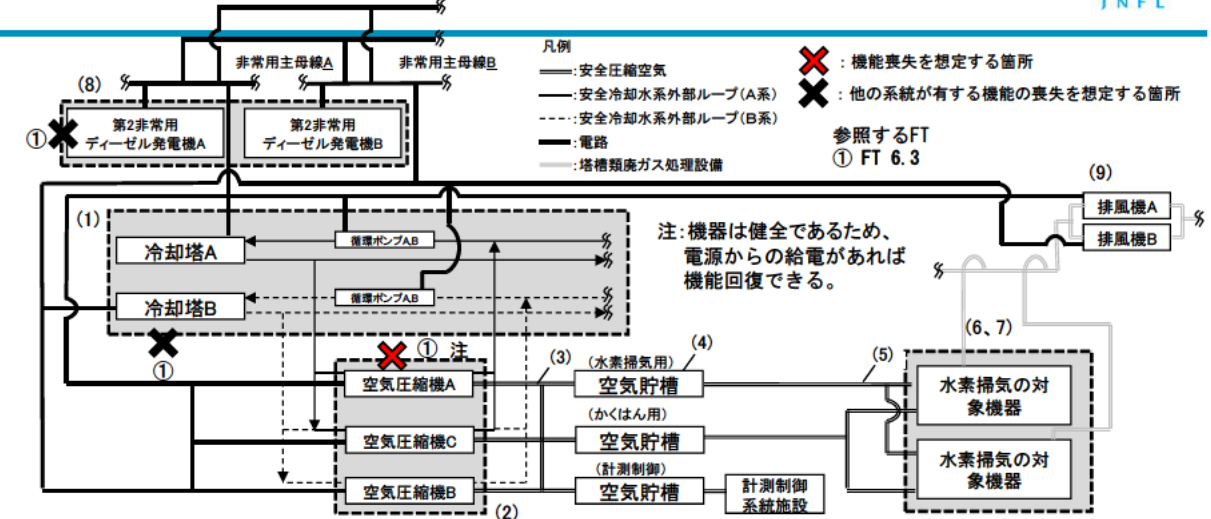 JNFL
非常用主母線A
非常用主母線B
凡例
:安全圧縮空気
:安全冷却水系外部ループ(A系)
:安全冷却水系外部ループ(B系)
:電路
:塔槽類廃ガス処理設備
:機能喪失を想定する箇所
:他の系統が有する機能の喪失を想定する箇所
参照するFT
① FT 6.3
(8)
①
第2非常用
ディーゼル発電機A
第2非常用
ディーゼル発電機B
(9)
排風機A
排風機B
(1)
冷却塔A
循環ポンプA,B
冷却塔B
循環ポンプA,B
①
注:機器は健全であるため、
電源からの給電があれば
機能回復できる。
① 注
空気圧縮機A
空気圧縮機C
空気圧縮機B
(2)
(3)
(水素掃気用)
(4)
空気貯槽
(かくはん用)
空気貯槽
(計測制御)
空気貯槽
計測制御
系統施設
(5)
(6、7)
水素掃気の対
象機器
水素掃気の対
象機器